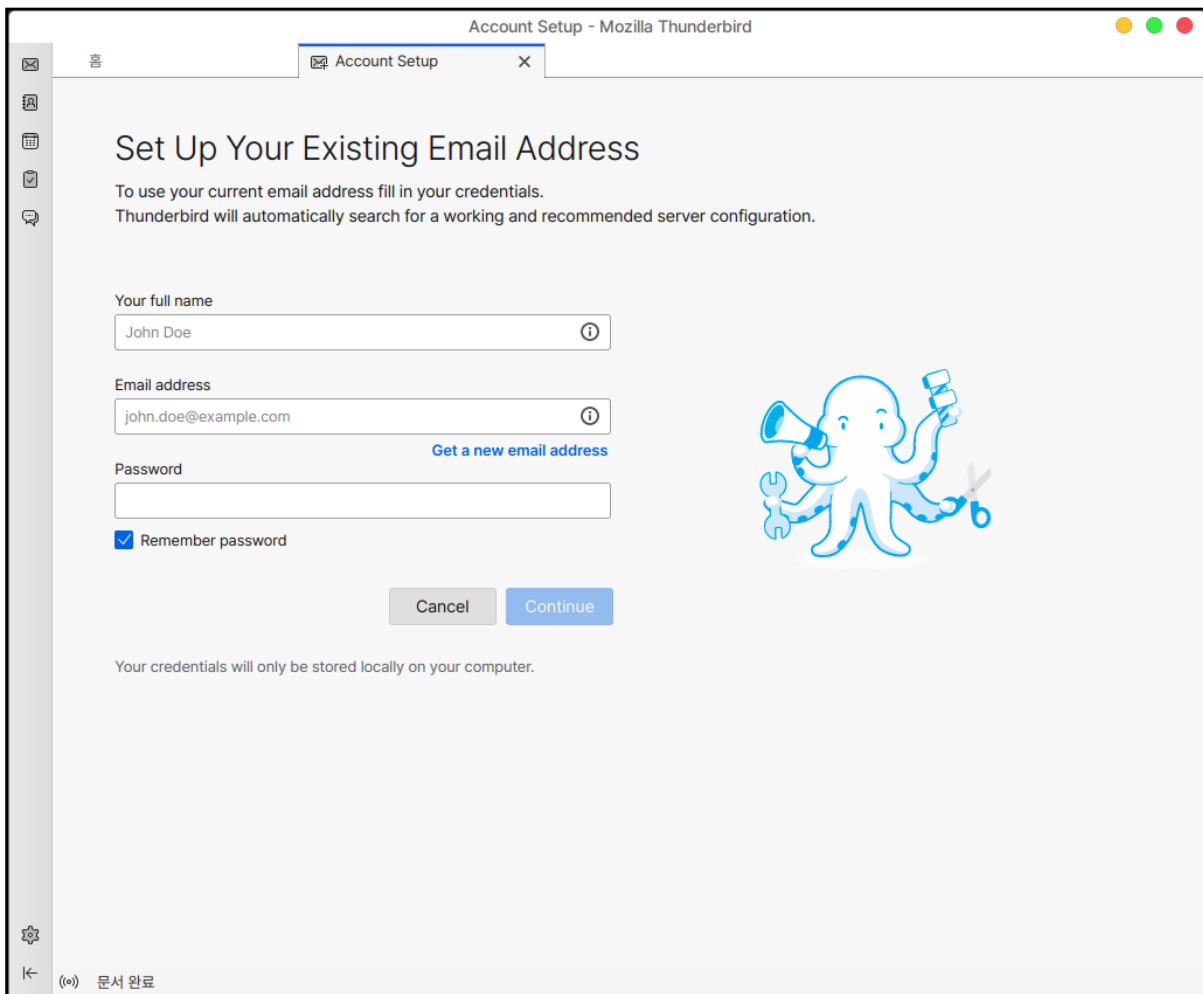 Account Setup - Mozilla Thunderbird
홈
Account Setup
Set Up Your Existing Email Address
To use your current email address fill in your credentials.
Thunderbird will automatically search for a working and recommended server configuration.
Your full name
John Doe
Email address
john.doe@example.com
Get a new email address
Password
Remember password
Cancel
Continue
Your credentials will only be stored locally on your computer.
문서 완료